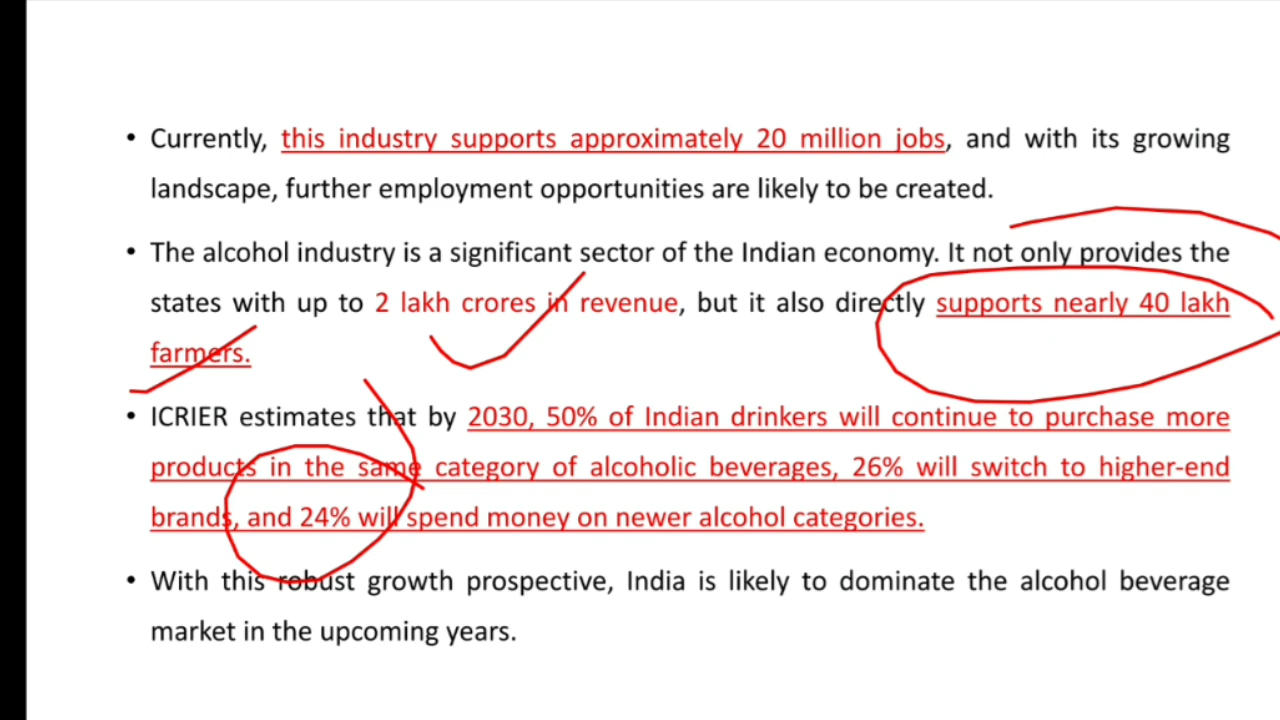 • Currently, this industry supports approximately 20 million jobs, and with its growing
landscape, further employment opportunities are likely to be created.
• The alcohol industry is a significant sector of the Indian economy. It not only provides the
states with up to 2 lakh crores in revenue, but it also directly supports nearly 40 lakh
farmers.
• ICRIER estimates that by 2030, 50% of Indian drinkers will continue to purchase more
products in the same category of alcoholic beverages, 26% will switch to higher-end
brands, and 24% will spend money on newer alcohol categories.
• With this robust growth prospective, India is likely to dominate the alcohol beverage
market in the upcoming years.